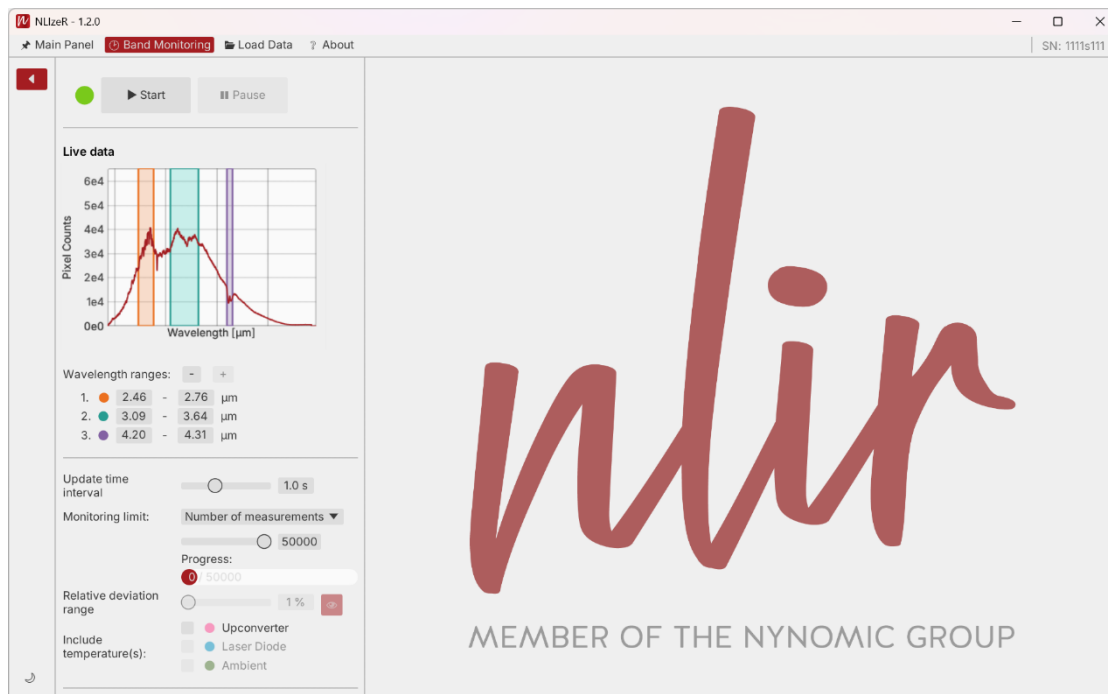 NLIzeR - 1.2.0
Main Panel Band Monitoring Load Data ? About SN: 1111s111
Start Pause
Live data
6e4
5e4
4e4
3e4
2e4
1e4
0e0
Pixel Counts
Wavelength [µm]
Wavelength ranges: - +
1. 2.46 - 2.76 µm
2. 3.09 - 3.64 µm
3. 4.20 - 4.31 µm
Update time
interval
1.0 s
Monitoring limit: Number of measurements
50000
Progress:
0 / 50000
Relative deviation
range
1 %
Include
temperature(s):
Upconverter
Laser Diode
Ambient
nlir
MEMBER OF THE NYNOMIC GROUP